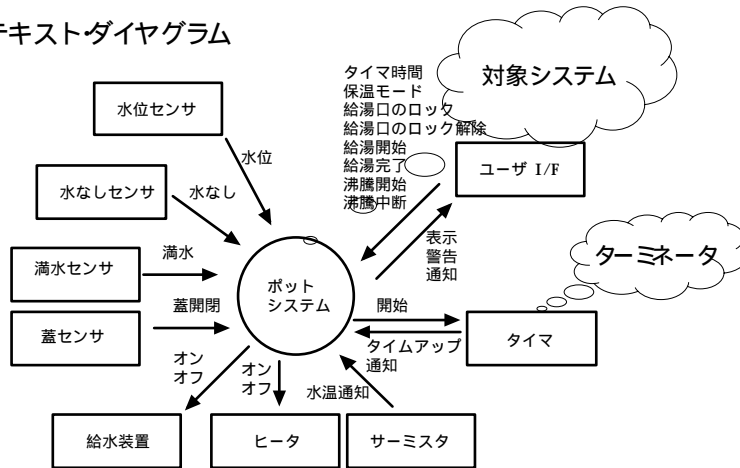 テキスト・ダイヤグラム
対象システム
タイマ時間
保温モード
給湯口のロック
給湯口のロック解除
給湯開始
給湯完了
沸騰開始
沸騰中断
水位センサ
水位
ユーザ I/F
水なしセンサ
水なし
表示
警告
通知
ターミネータ
満水センサ
満水
ポット
システム
蓋センサ
蓋開閉
開始
タイムアップ
通知
タイマ
オン
オフ
オン
オフ
水温通知
給水装置
ヒータ
サーミスタ